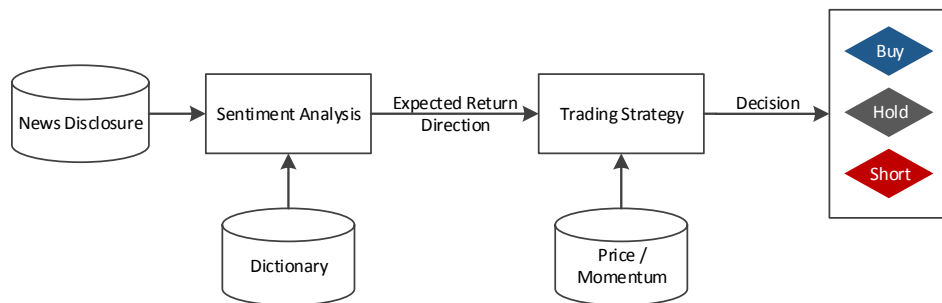 News Disclosure
Sentiment Analysis
Expected Return
Direction
Trading Strategy
Decision
Buy
Hold
Short
Dictionary
Price /
Momentum